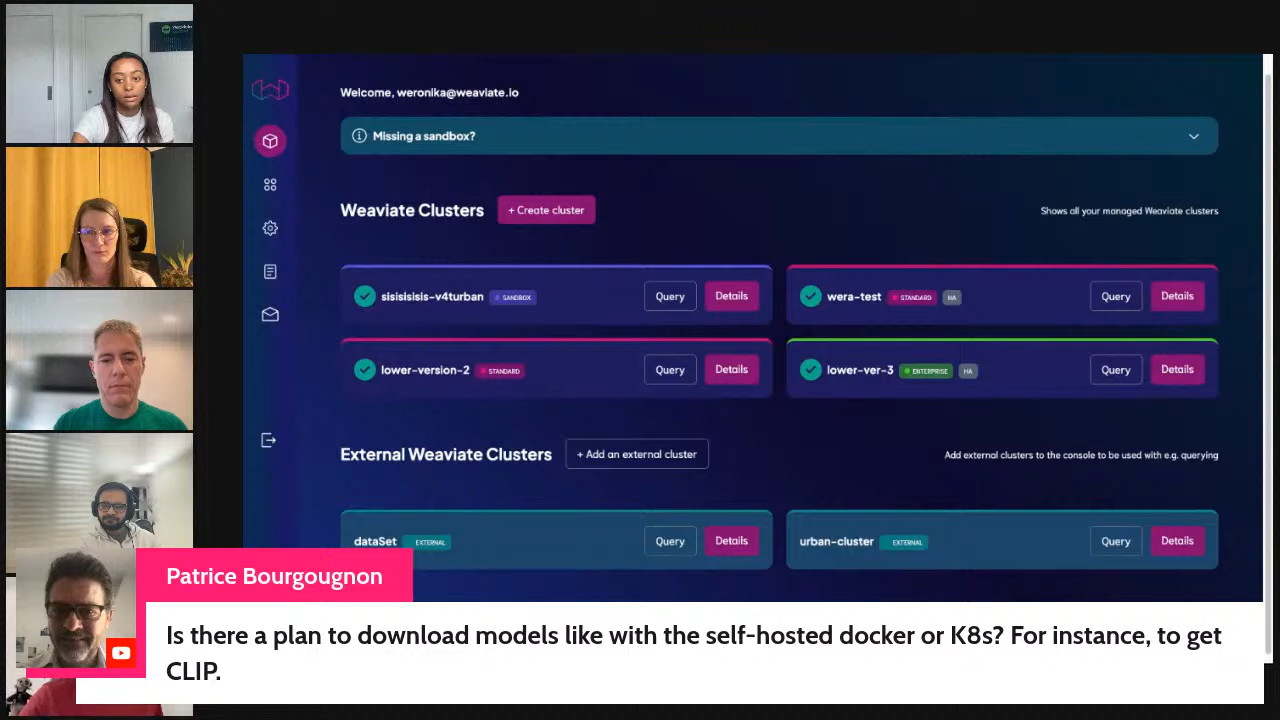 Welcome, weronika@weaviate.io
Missing a sandbox?
Weaviate Clusters
+ Create cluster
Shows all your managed Weaviate clusters
sisisisisis-v4turban
SANDBOX
Query
Details
wera-test
STANDARD
HA
Query
Details
lower-version-2
STANDARD
Query
Details
lower-ver-3
ENTERPRISE
HA
Query
Details
External Weaviate Clusters
+ Add an external cluster
Add external clusters to the console to be used with e.g. querying
dataSet
EXTERNAL
Query
Details
urban-cluster
EXTERNAL
Query
Details
Patrice Bourgougnon
Is there a plan to download models like with the self-hosted docker or K8s? For instance, to get
CLIP.